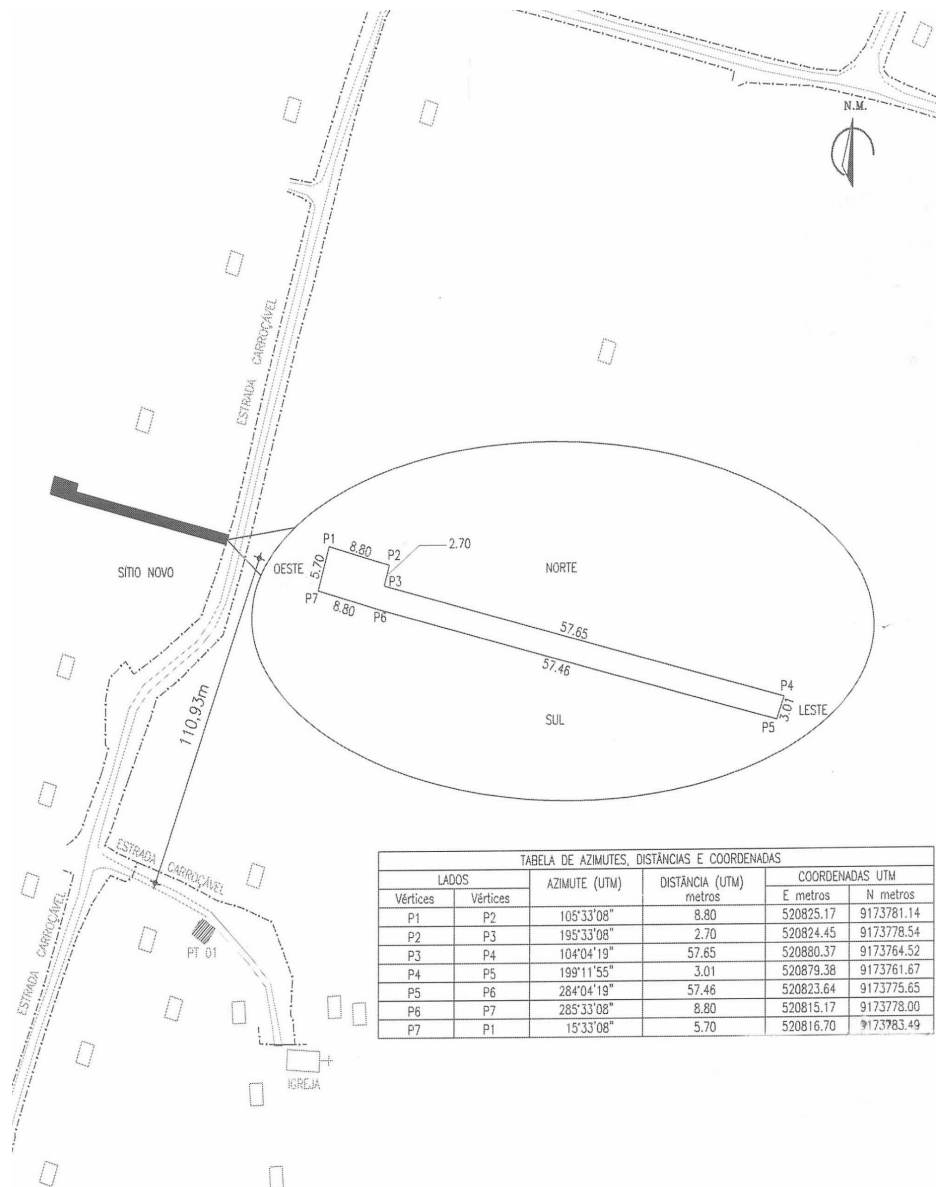 N.M.
ESTRADA CARROÇÁVEL
SÍTIO NOVO
OESTE
P1
8.80
P2
2.70
5.70
P3
NORTE
P7
8.80
P6
57.65
57.46
P4
3.01
LESTE
P5
SUL
110,93m
ESTRADA CARROÇÁVEL
ESTRADA CARROÇÁVEL
PT 01
IGREJA
TABELA DE AZIMUTES, DISTÂNCIAS E COORDENADAS
LADOS AZIMUTE (UTM) DISTÂNCIA (UTM) metros COORDENADAS UTM
Vértices Vértices E metros N metros
P1 P2 105°33'08" 8.80 520825.17 9173781.14
P2 P3 195°33'08" 2.70 520824.45 9173778.54
P3 P4 104°04'19" 57.65 520880.37 9173764.52
P4 P5 199°11'55" 3.01 520879.38 9173761.67
P5 P6 284°04'19" 57.46 520823.64 9173775.65
P6 P7 285°33'08" 8.80 520815.17 9173778.00
P7 P1 15°33'08" 5.70 520816.70 9173783.49